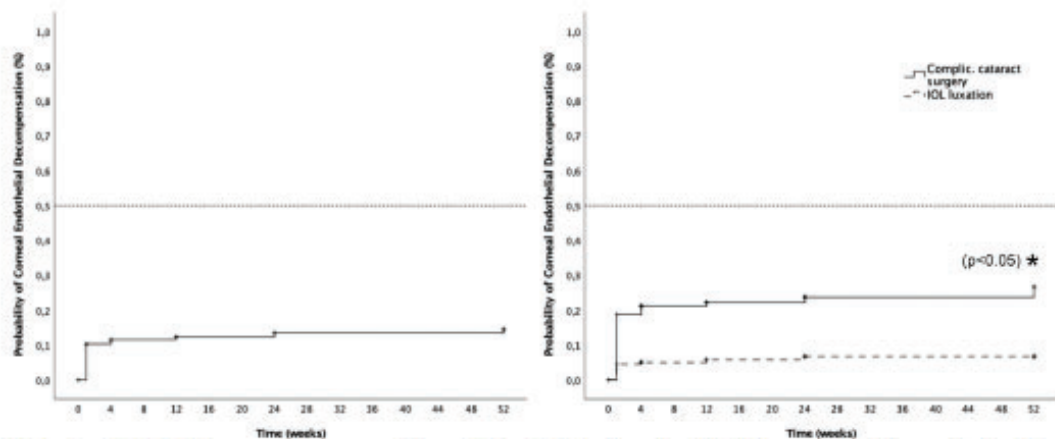 Probability of Corneal Endothelial Decompensation (%)
1,0
0,9
0,8
0,7
0,6
0,5
0,4
0,3
0,2
0,1
0,0
0 4 8 12 16 20 24 28 32 36 40 44 48 52
Time (weeks)
Probability of Corneal Endothelial Decompensation (%)
1,0
0,9
0,8
0,7
0,6
0,5
0,4
0,3
0,2
0,1
0,0
Complic. cataract
surgery
IOL luxation
(p<0.05) *
0 4 8 12 16 20 24 28 32 36 40 44 48 52
Time (weeks)